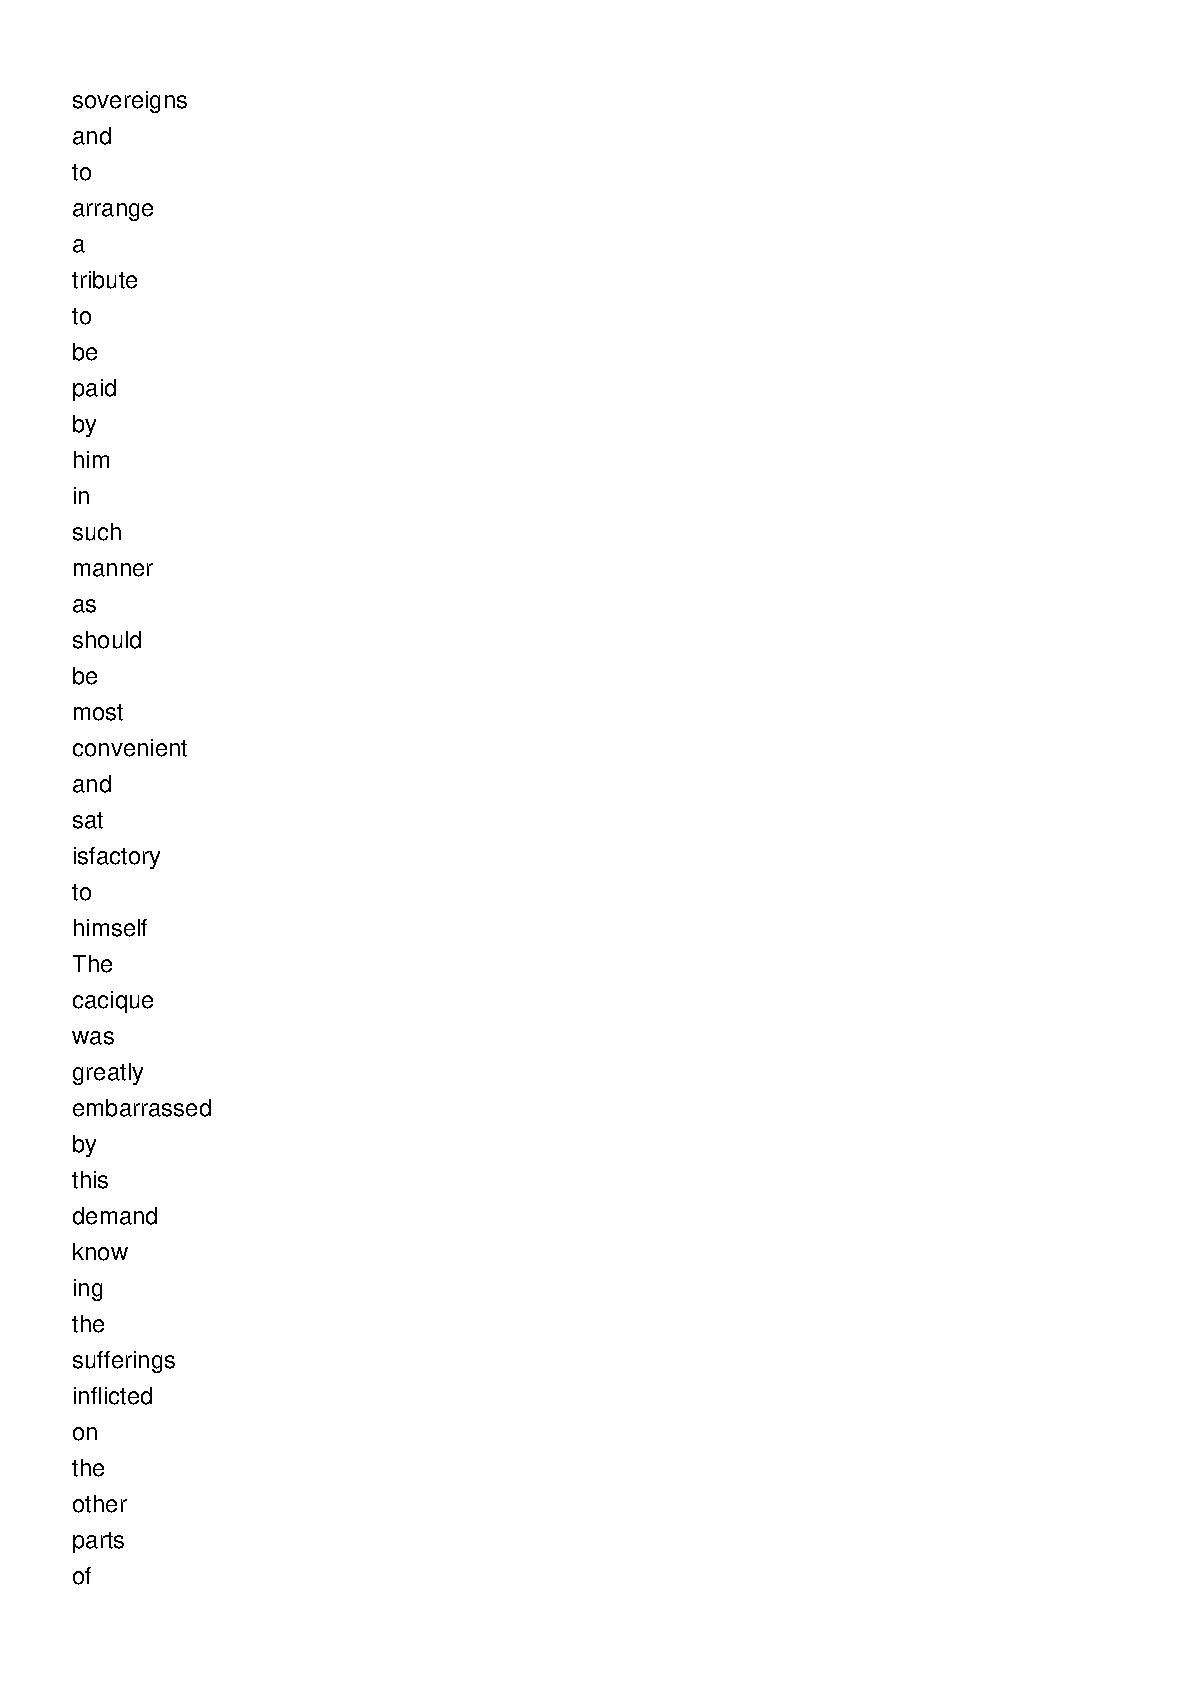 sovereigns
and
to
arrange
a
tribute
to
be
paid
by
him
in
such
manner
as
should
be
most
convenient
and
sat
isfactory
to
himself
The
cacique
was
greatly
embarrassed
by
this
demand
know
ing
the
sufferings
inflicted
on
the
other
parts
of